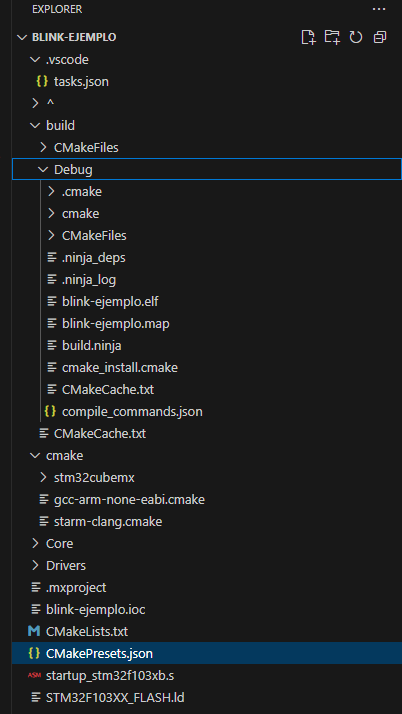 EXPLORER
BLINK-EJEMPLO
.vscode
{} tasks.json
^
build
CMakeFiles
Debug
.cmake
cmake
CMakeFiles
.ninja_deps
.ninja_log
blink-ejemplo.elf
blink-ejemplo.map
build.ninja
cmake_install.cmake
CMakeCache.txt
{} compile_commands.json
CMakeCache.txt
cmake
stm32cubemx
gcc-arm-none-eabi.cmake
starm-clang.cmake
Core
Drivers
.mxproject
blink-ejemplo.ioc
M CMakeLists.txt
{} CMakePresets.json
ASM startup_stm32f103xb.s
STM32F103XX_FLASH.ld